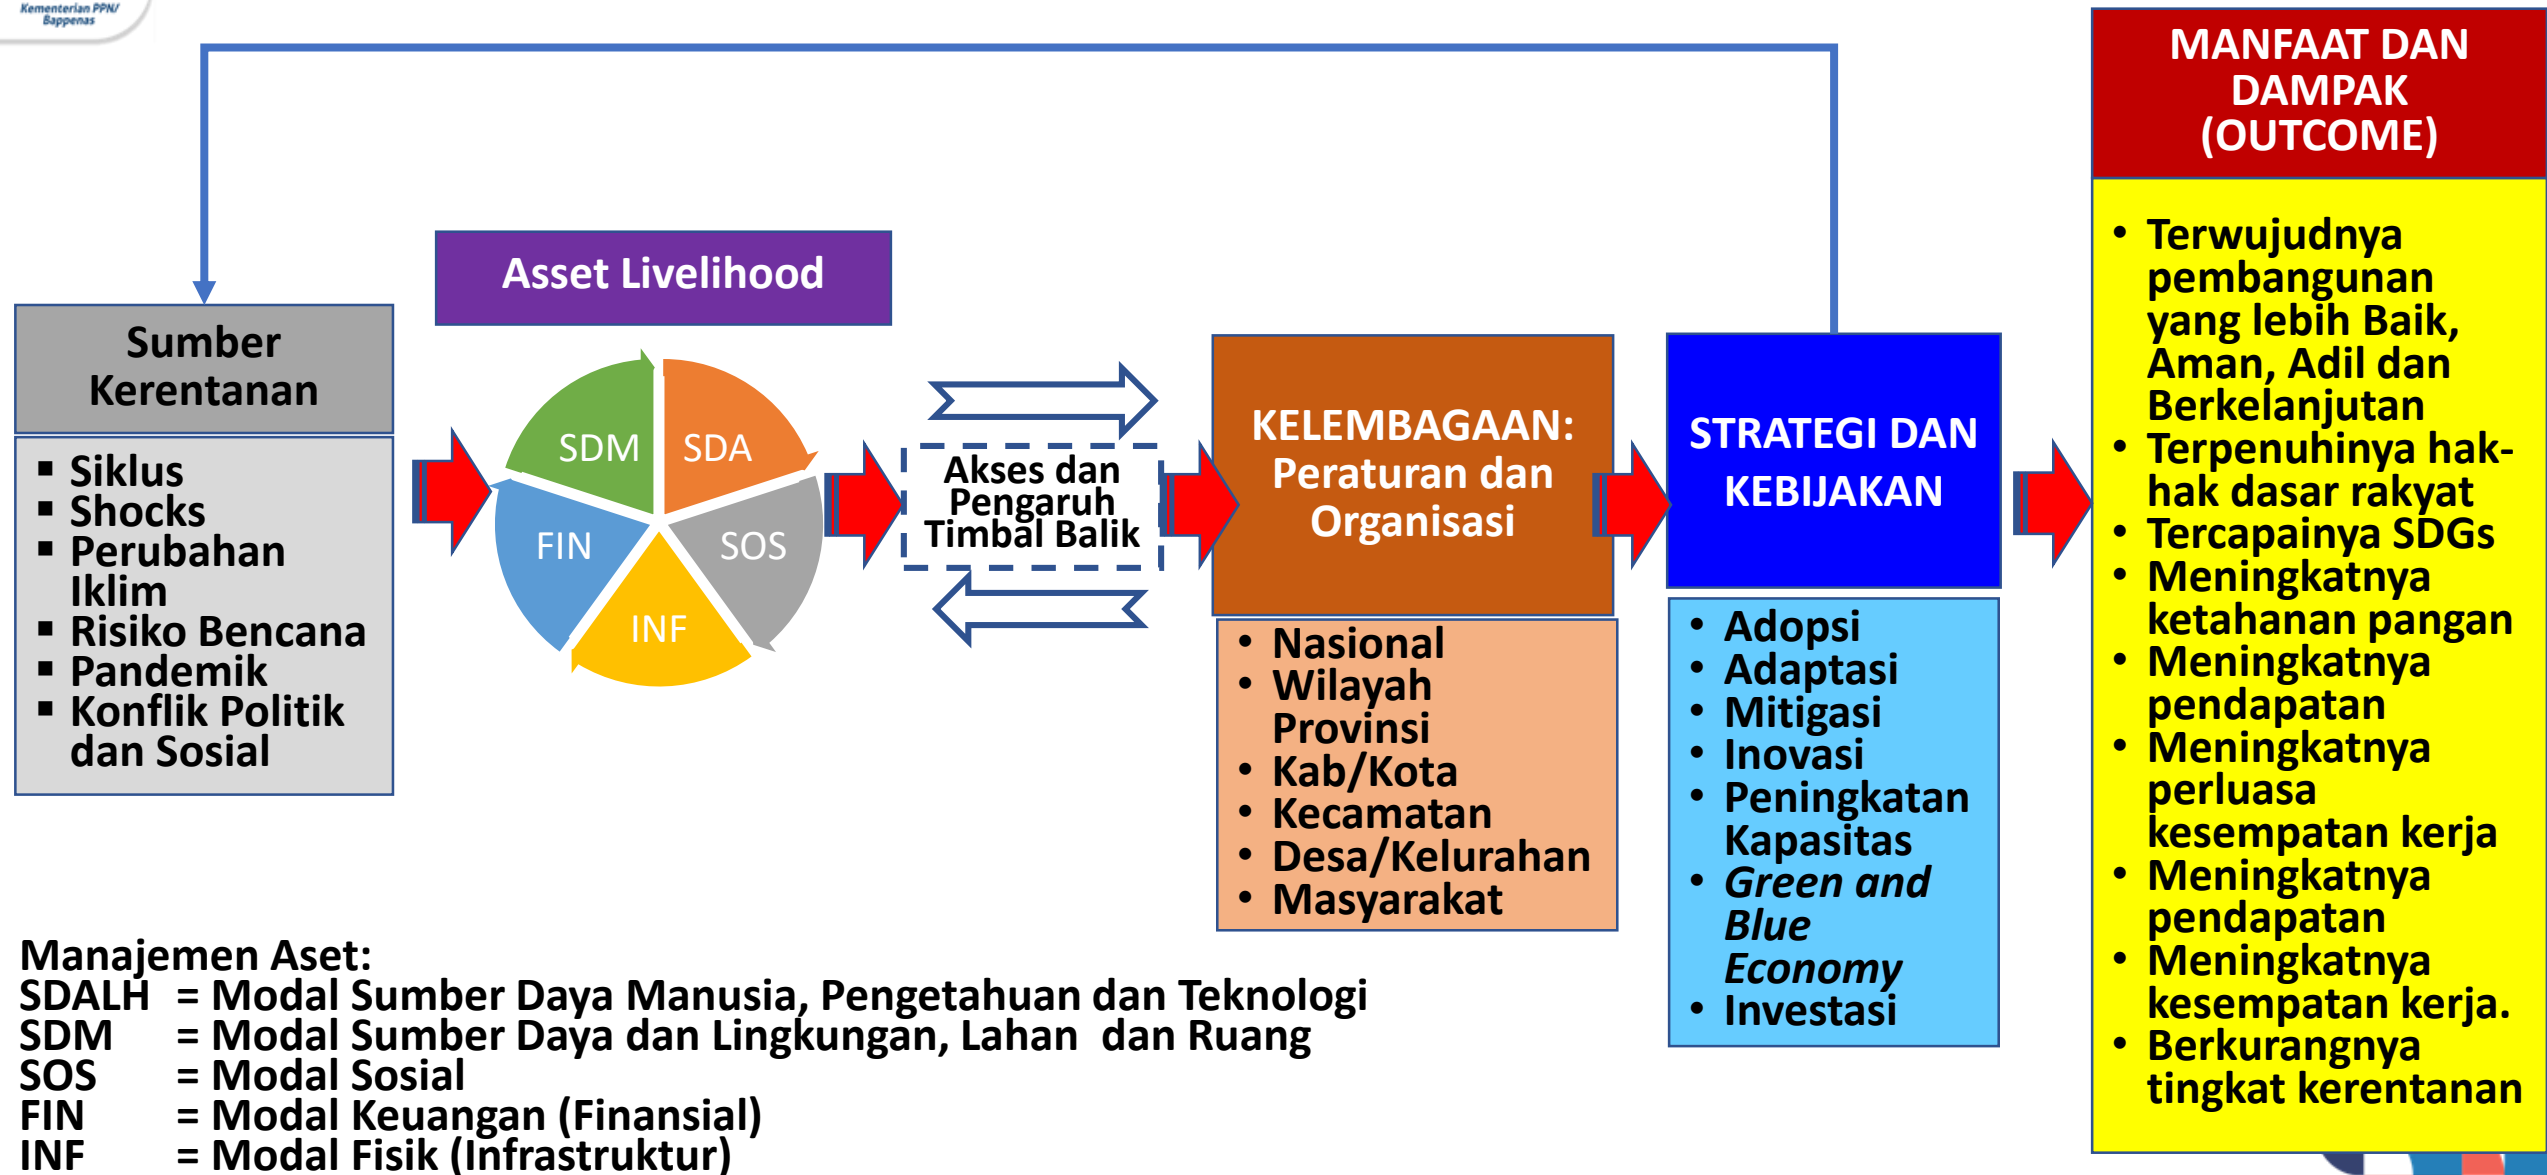 Kementerian PPN/
Bappenas
MANFAAT DAN
DAMPAK
(OUTCOME)
Asset Livelihood
Sumber
Kerentanan
▪ Siklus
▪ Shocks
▪ Perubahan
Iklim
▪ Risiko Bencana
▪ Pandemik
▪ Konflik Politik
dan Sosial
SDM
SDA
FIN
SOS
INF
Akses dan
Pengaruh
Timbal Balik
KELEMBAGAAN:
Peraturan dan
Organisasi
• Nasional
• Wilayah
Provinsi
• Kab/Kota
• Kecamatan
• Desa/Kelurahan
• Masyarakat
STRATEGI DAN
KEBIJAKAN
• Adopsi
• Adaptasi
• Mitigasi
• Inovasi
• Peningkatan
Kapasitas
• Green and
Blue
Economy
• Investasi
• Terwujudnya
pembangunan
yang lebih Baik,
Aman, Adil dan
Berkelanjutan
• Terpenuhinya hak-
hak dasar rakyat
• Tercapainya SDGs
• Meningkatnya
ketahanan pangan
• Meningkatnya
pendapatan
• Meningkatnya
perluasa
kesempatan kerja
• Meningkatnya
pendapatan
• Meningkatnya
kesempatan kerja.
• Berkurangnya
tingkat kerentanan
Manajemen Aset:
SDALH = Modal Sumber Daya Manusia, Pengetahuan dan Teknologi
SDM = Modal Sumber Daya dan Lingkungan, Lahan dan Ruang
SOS = Modal Sosial
FIN = Modal Keuangan (Finansial)
INF = Modal Fisik (Infrastruktur)